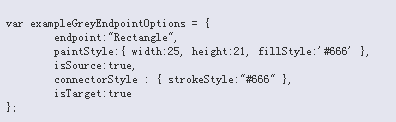 var exampleGreyEndpointOptions = {
        endpoint:"Rectangle",
        paintStyle:{ width:25, height:21, fillStyle:'#666' },
        isSource:true,
        connectorStyle : { strokeStyle:"#666" },
        isTarget:true
};